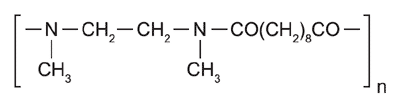 [ — N — CH₂ — CH₂ — N — CO(CH₂)₈CO — ]n
CH₃ CH₃